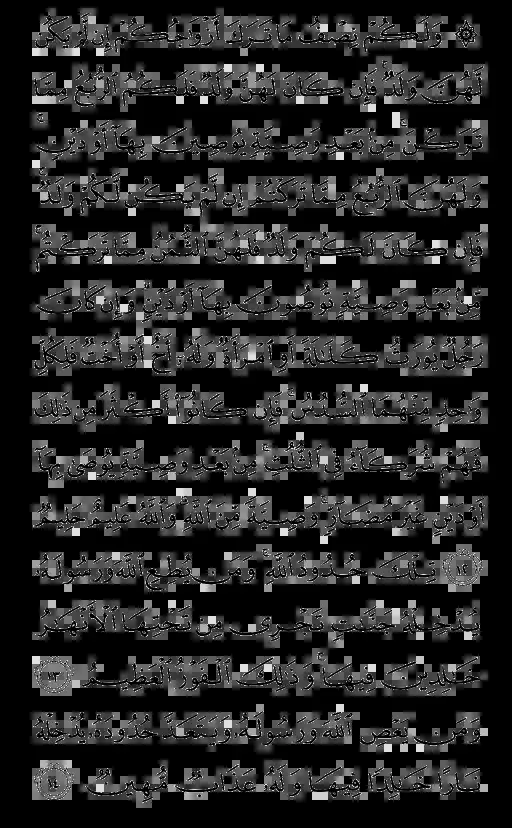 ۞ وَلَكُمْ نِصْفُ مَا تَرَكَ أَزْوَٰجُكُمْ إِن لَّمْ يَكُن
لَّهُنَّ وَلَدٌ فَإِن كَانَ لَهُنَّ وَلَدٌ فَلَكُمُ ٱلرُّبُعُ مِمَّا
تَرَكْنَ مِنۢ بَعْدِ وَصِيَّةٍ يُوصِينَ بِهَآ أَوْ دَيْنٍ
وَلَهُنَّ ٱلرُّبُعُ مِمَّا تَرَكْتُمْ إِن لَّمْ يَكُن لَّكُمْ وَلَدٌ
فَإِن كَانَ لَكُمْ وَلَدٌ فَلَهُنَّ ٱلثُّمُنُ مِمَّا تَرَكْتُم
مِّنۢ بَعْدِ وَصِيَّةٍ تُوصُونَ بِهَآ أَوْ دَيْنٍ وَإِن كَانَ
رَجُلٌ يُورَثُ كَلَٰلَةً أَوِ ٱمْرَأَةٌ وَلَهُۥٓ أَخٌ أَوْ أُخْتٌ فَلِكُلِّ
وَٰحِدٍ مِّنْهُمَا ٱلسُّدُسُ فَإِن كَانُوٓا۟ أَكْثَرَ مِن ذَٰلِكَ
فَهُمْ شُرَكَآءُ فِى ٱلثُّلُثِ مِنۢ بَعْدِ وَصِيَّةٍ يُوصَىٰ بِهَآ
أَوْ دَيْنٍ غَيْرَ مُضَآرٍّ وَصِيَّةً مِّنَ ٱللَّهِ وَٱللَّهُ عَلِيمٌ حَلِيمٌ
۝١٢ تِلْكَ حُدُودُ ٱللَّهِ وَمَن يُطِعِ ٱللَّهَ وَرَسُولَهُۥ
يُدْخِلْهُ جَنَّٰتٍ تَجْرِى مِن تَحْتِهَا ٱلْأَنْهَٰرُ
خَٰلِدِينَ فِيهَا وَذَٰلِكَ ٱلْفَوْزُ ٱلْعَظِيمُ ۝١٣
وَمَن يَعْصِ ٱللَّهَ وَرَسُولَهُۥ وَيَتَعَدَّ حُدُودَهُۥ يُدْخِلْهُ
نَارًا خَٰلِدًا فِيهَا وَلَهُۥ عَذَابٌ مُّهِينٌ ۝١٤